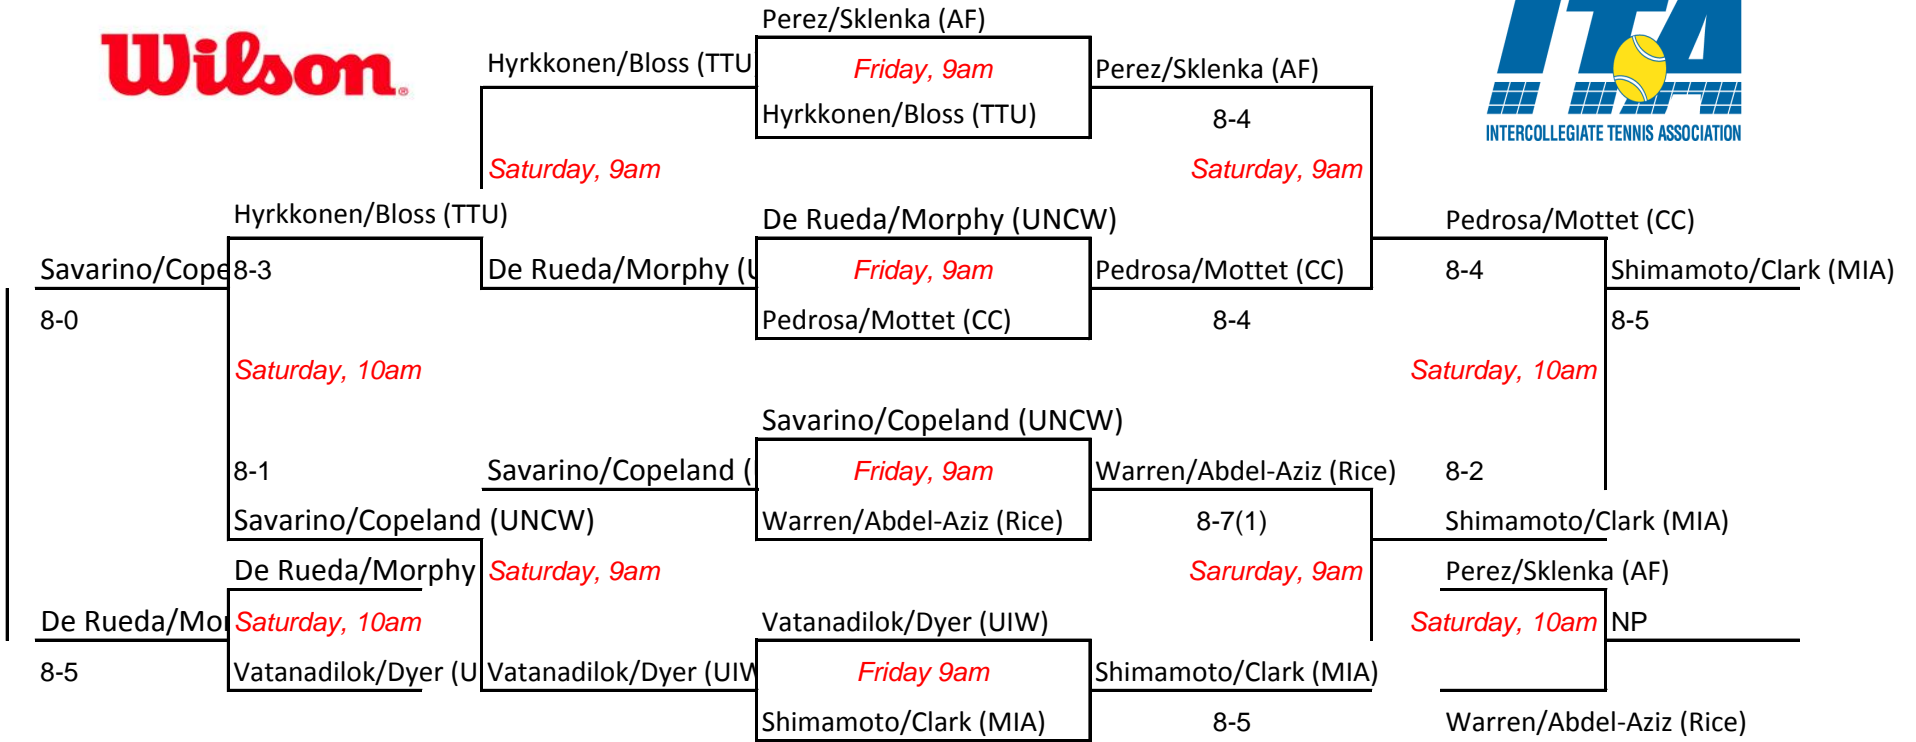 Wilson
ITA
INTERCOLLEGIATE TENNIS ASSOCIATION
Perez/Sklenka (AF)
Hyrkkonen/Bloss (TTU
Friday, 9am
Perez/Sklenka (AF)
Hyrkkonen/Bloss (TTU)
8-4
Saturday, 9am
Saturday, 9am
Hyrkkonen/Bloss (TTU)
De Rueda/Morphy (UNCW)
Pedrosa/Mottet (CC)
Savarino/Cope
8-3
De Rueda/Morphy (U
Friday, 9am
Pedrosa/Mottet (CC)
8-4
Shimamoto/Clark (MIA)
8-0
Pedrosa/Mottet (CC)
8-4
8-5
Saturday, 10am
Saturday, 10am
Savarino/Copeland (UNCW)
8-1
Savarino/Copeland (
Friday, 9am
Warren/Abdel-Aziz (Rice)
8-2
Savarino/Copeland (UNCW)
Warren/Abdel-Aziz (Rice)
8-7(1)
Shimamoto/Clark (MIA)
De Rueda/Morphy
Saturday, 9am
Sarurday, 9am
Perez/Sklenka (AF)
De Rueda/Mor
Saturday, 10am
Vatanadilok/Dyer (UIW)
Saturday, 10am
NP
8-5
Vatanadilok/Dyer (U
Vatanadilok/Dyer (UIW
Friday 9am
Shimamoto/Clark (MIA)
Shimamoto/Clark (MIA)
8-5
Warren/Abdel-Aziz (Rice)